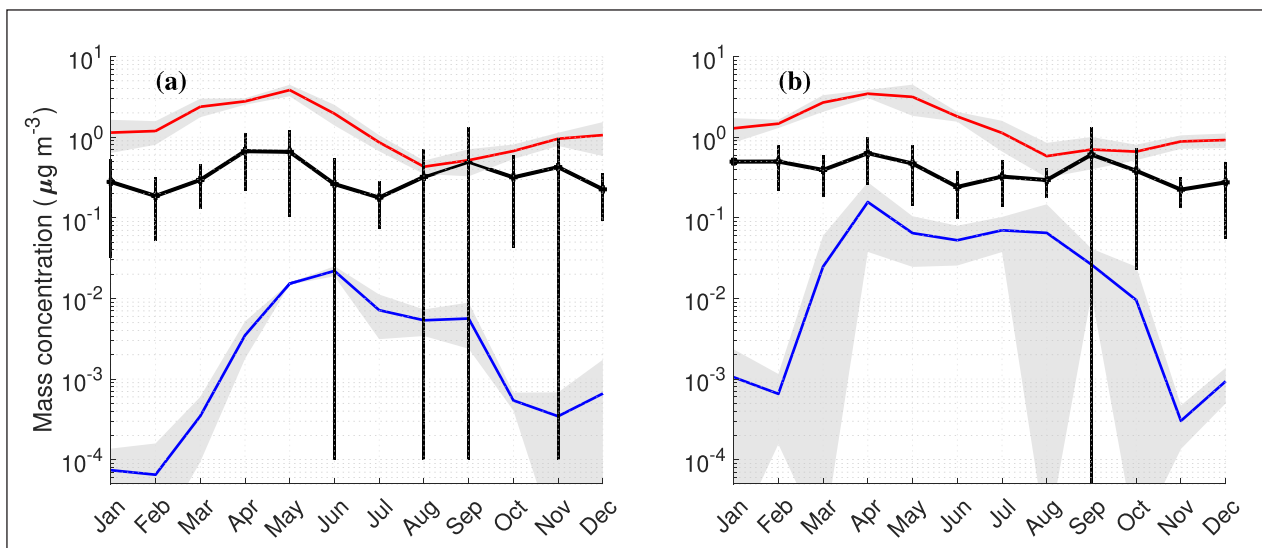 (a)
Mass concentration (μg m⁻³)
10¹
10⁰
10⁻¹
10⁻²
10⁻³
10⁻⁴
Jan Feb Mar Apr May Jun Jul Aug Sep Oct Nov Dec
(b)
10¹
10⁰
10⁻¹
10⁻²
10⁻³
10⁻⁴
Jan Feb Mar Apr May Jun Jul Aug Sep Oct Nov Dec